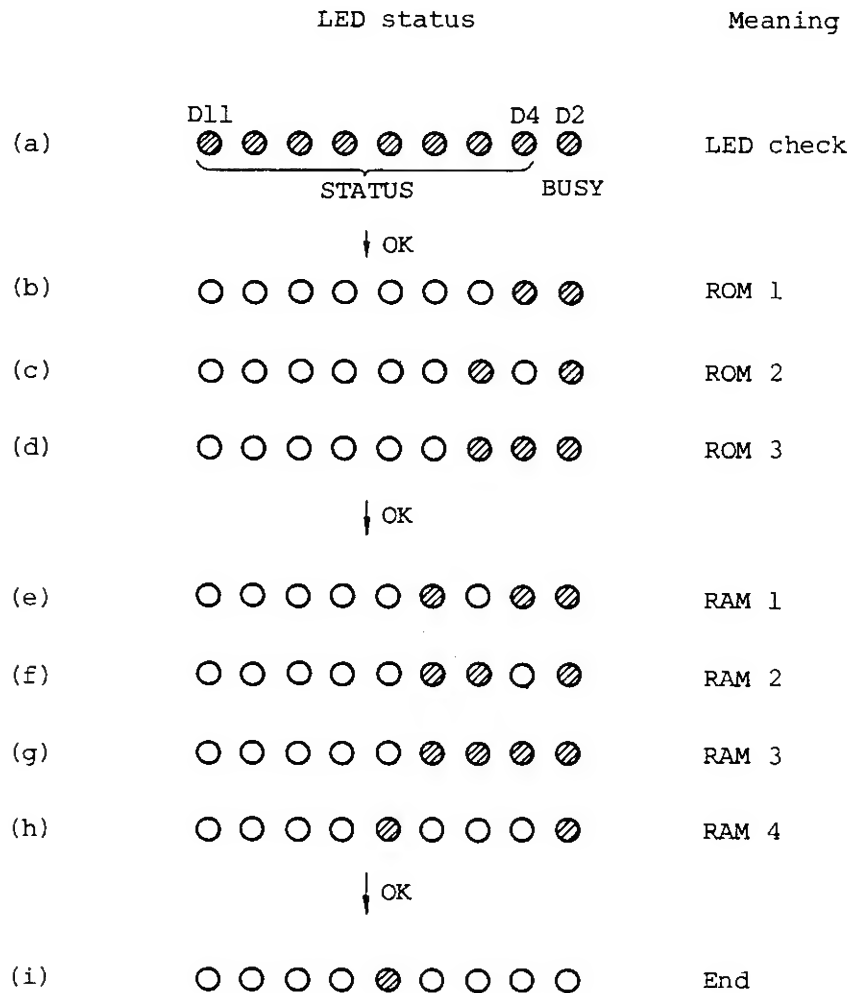 LED status Meaning
D11 D4 D2
(a) LED check
STATUS BUSY
OK
(b) ROM 1
(c) ROM 2
(d) ROM 3
OK
(e) RAM 1
(f) RAM 2
(g) RAM 3
(h) RAM 4
OK
(i) End